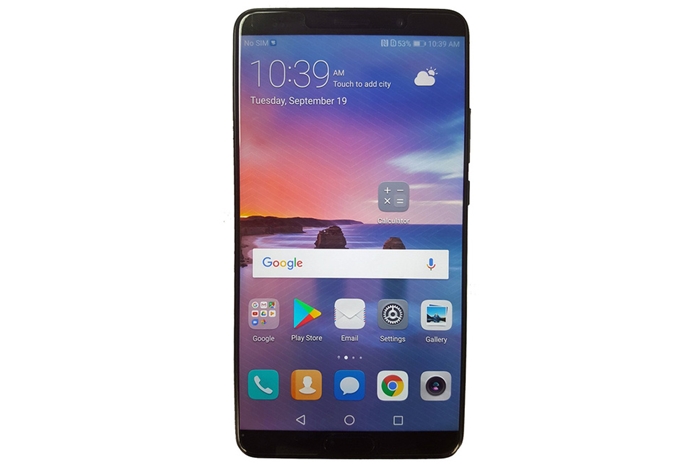 No SIM
53% 10:39 AM
10:39 AM
Touch to add city
Tuesday, September 19
Calculator
Google
Google
Play Store
Email
Settings
Gallery